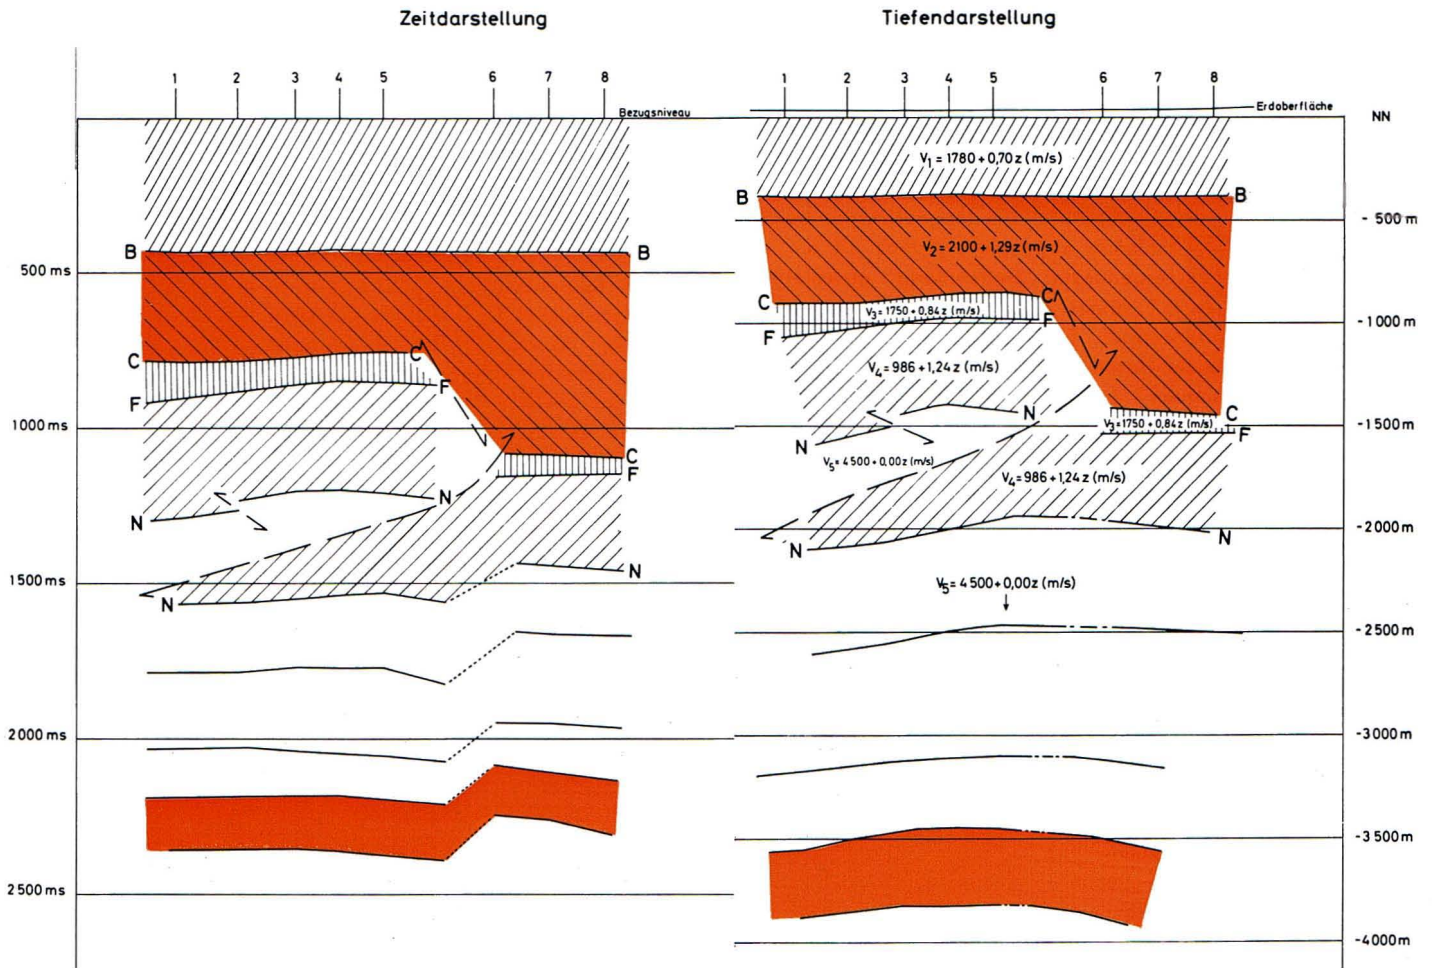 Zeitdarstellung
Tiefendarstellung
1 2 3 4 5 6 7 8
1 2 3 4 5 6 7 8
Bezugsniveau
Erdoberfläche
NN
V₁ = 1780 + 0,70 z (m/s)
B B
B B
- 500 m
V₂ = 2100 + 1,29 z (m/s)
500 ms
C C
C C
V₃ = 1750 + 0,84 z (m/s)
F F
F F
-1000 m
V₄ = 986 + 1,24 z (m/s)
1000 ms
C
F
N N
N N
C
F
V₃ = 1750 + 0,84 z (m/s)
-1500 m
V₅ = 4500 + 0,00 z (m/s)
V₄ = 986 + 1,24 z (m/s)
-2000 m
N N
N N
1500 ms
V₅ = 4500 + 0,00 z (m/s)
-2500 m
2000 ms
-3000 m
-3500 m
2500 ms
-4000 m